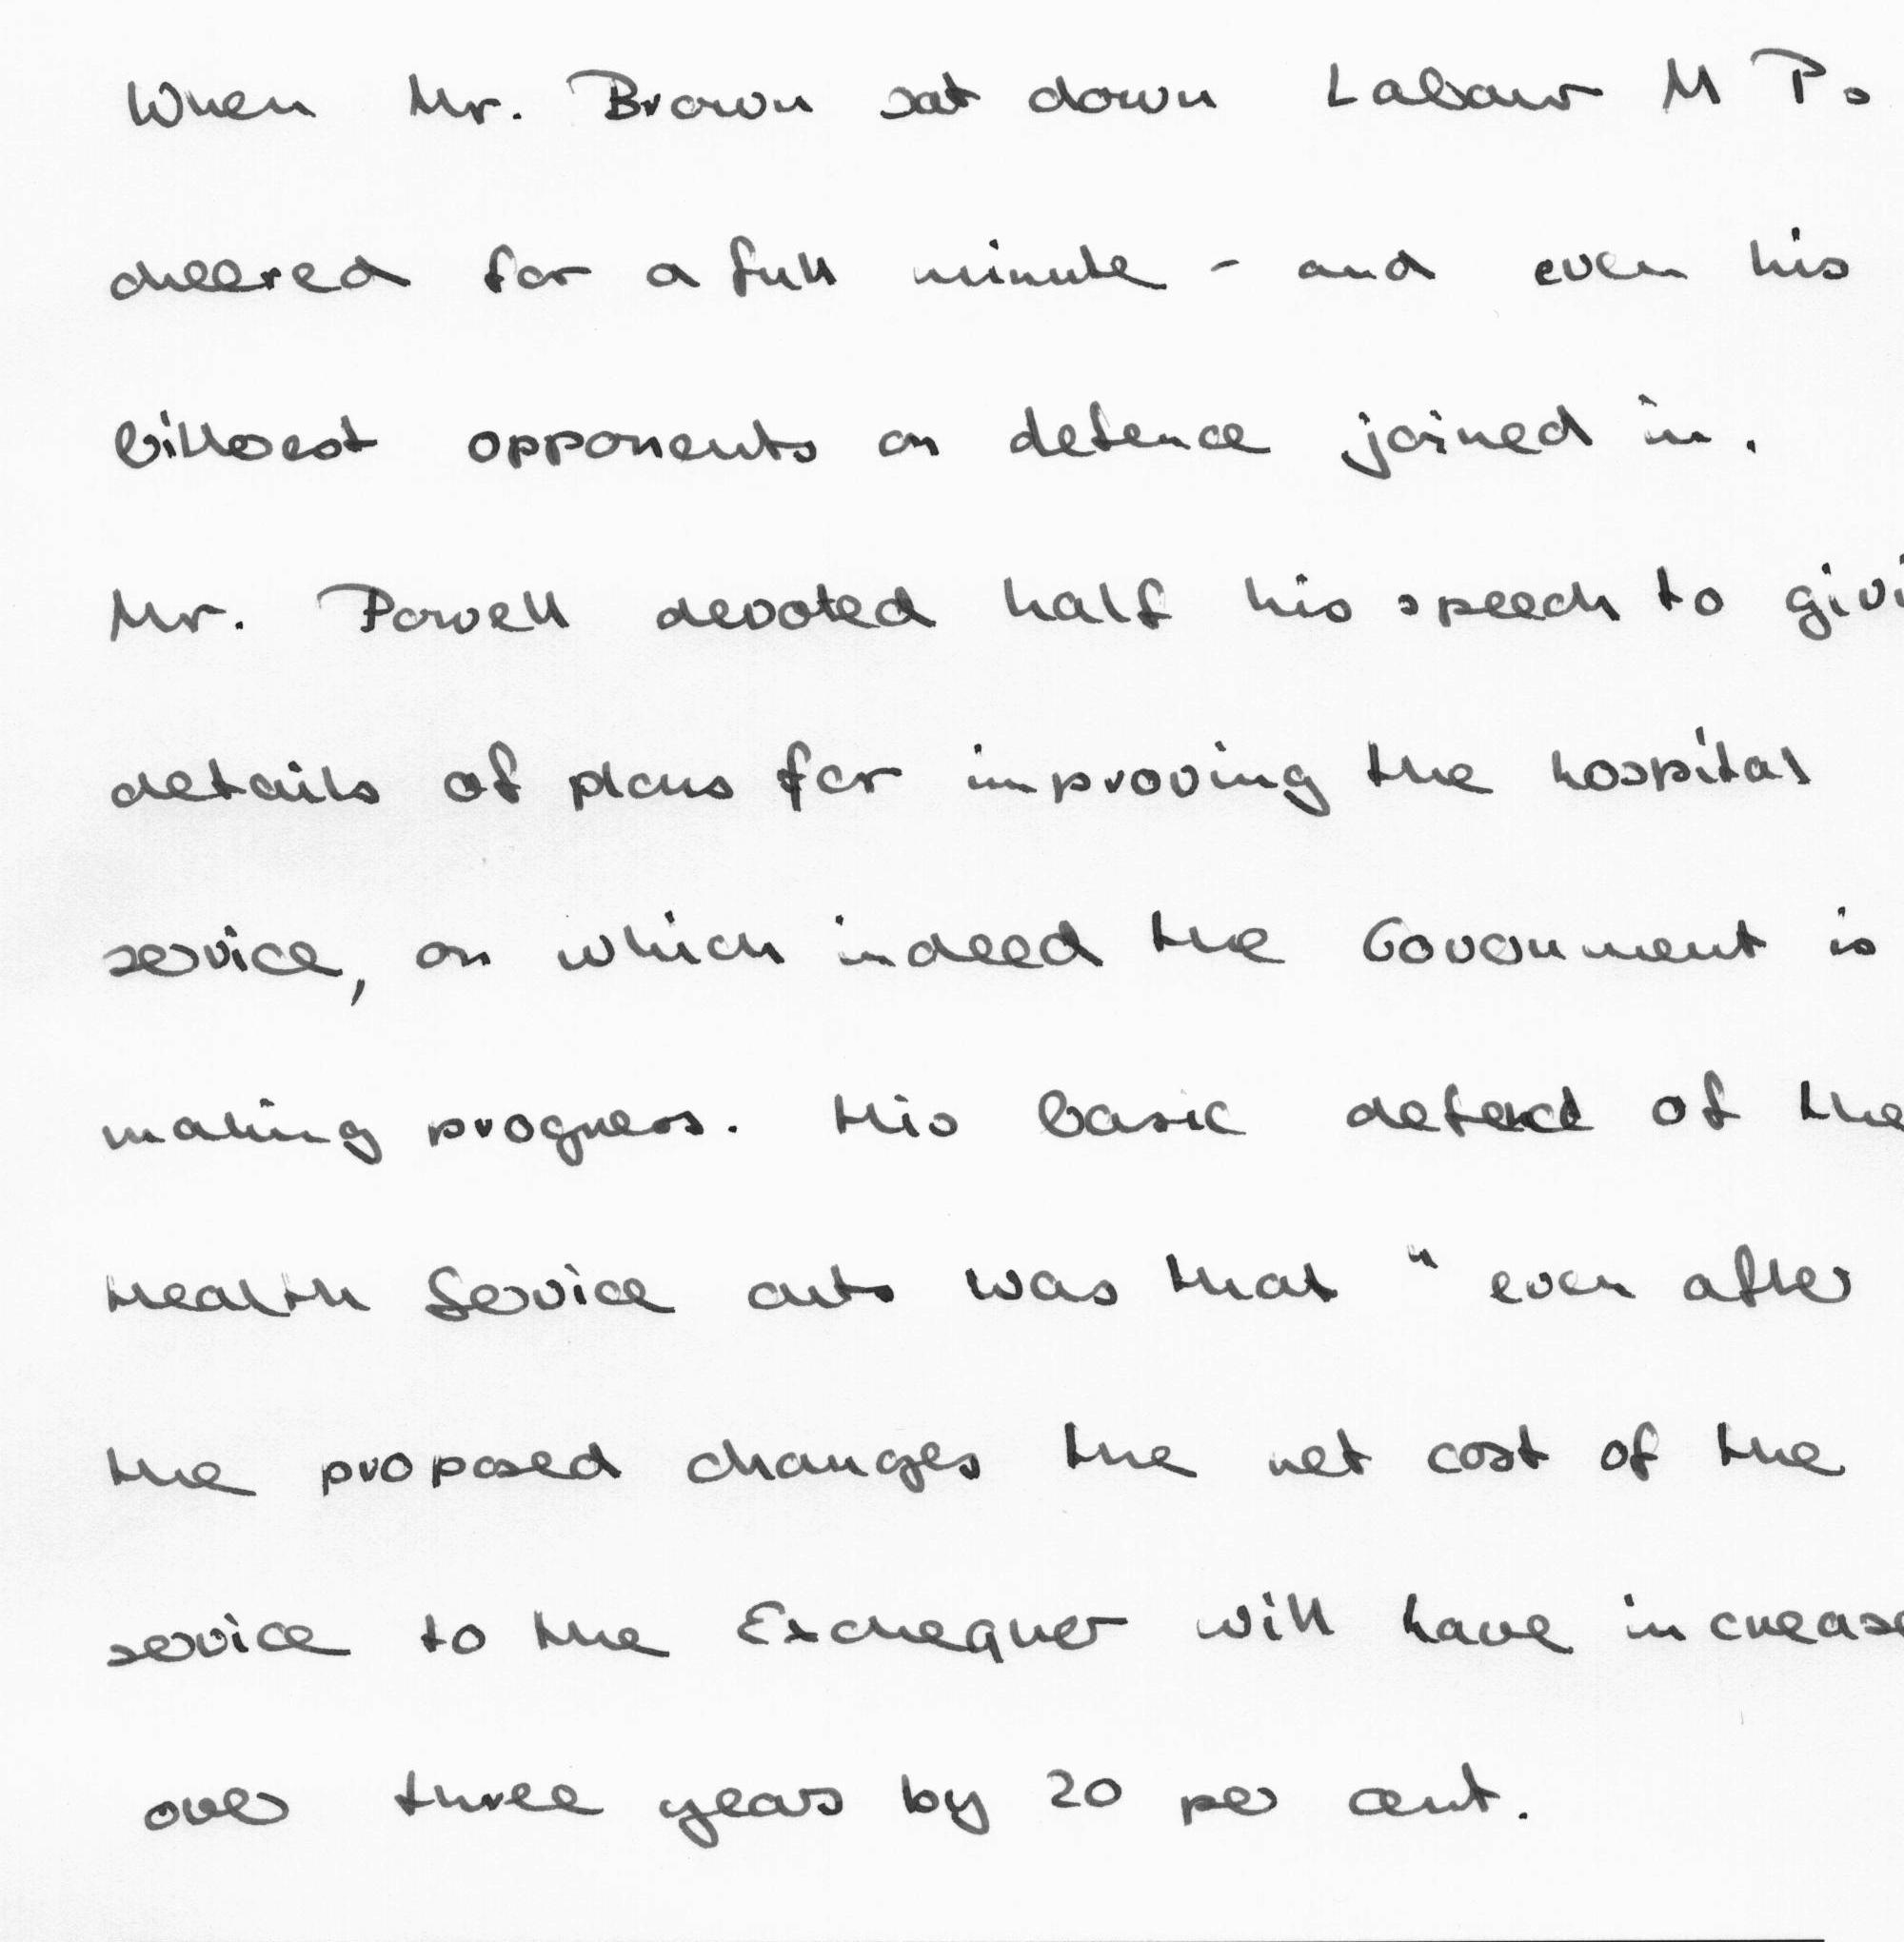 When Mr. Brown sat down Labour M Ps
cheered for a full minute - and even his
bitterest opponents on defence joined in.
Mr. Powell devoted half his speech to givi
details of plans for improving the hospital
service, on which indeed the Government is
making progress. His basic defence of the
Health Service cuts was that " even after
the proposed changes the net cost of the
service to the Exchequer will have increase
over three years by 20 per cent.